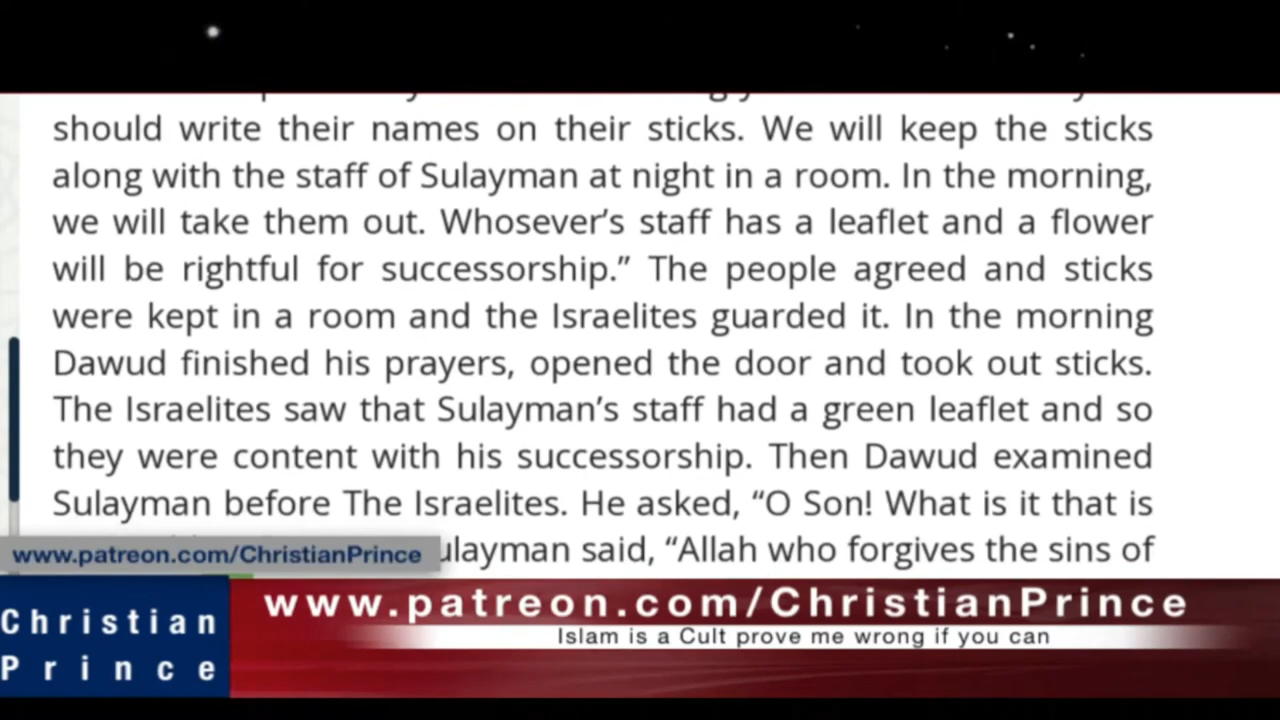 should write their names on their sticks. We will keep the sticks
along with the staff of Sulayman at night in a room. In the morning,
we will take them out. Whosever’s staff has a leaflet and a flower
will be rightful for successorship.” The people agreed and sticks
were kept in a room and the Israelites guarded it. In the morning
Dawud finished his prayers, opened the door and took out sticks.
The Israelites saw that Sulayman’s staff had a green leaflet and so
they were content with his successorship. Then Dawud examined
Sulayman before The Israelites. He asked, “O Son! What is it that is
said, “Allah who forgives the sins of
www.patreon.com/ChristianPrince
www.patreon.com/ChristianPrince
Islam is a Cult prove me wrong if you can
Christian
Prince